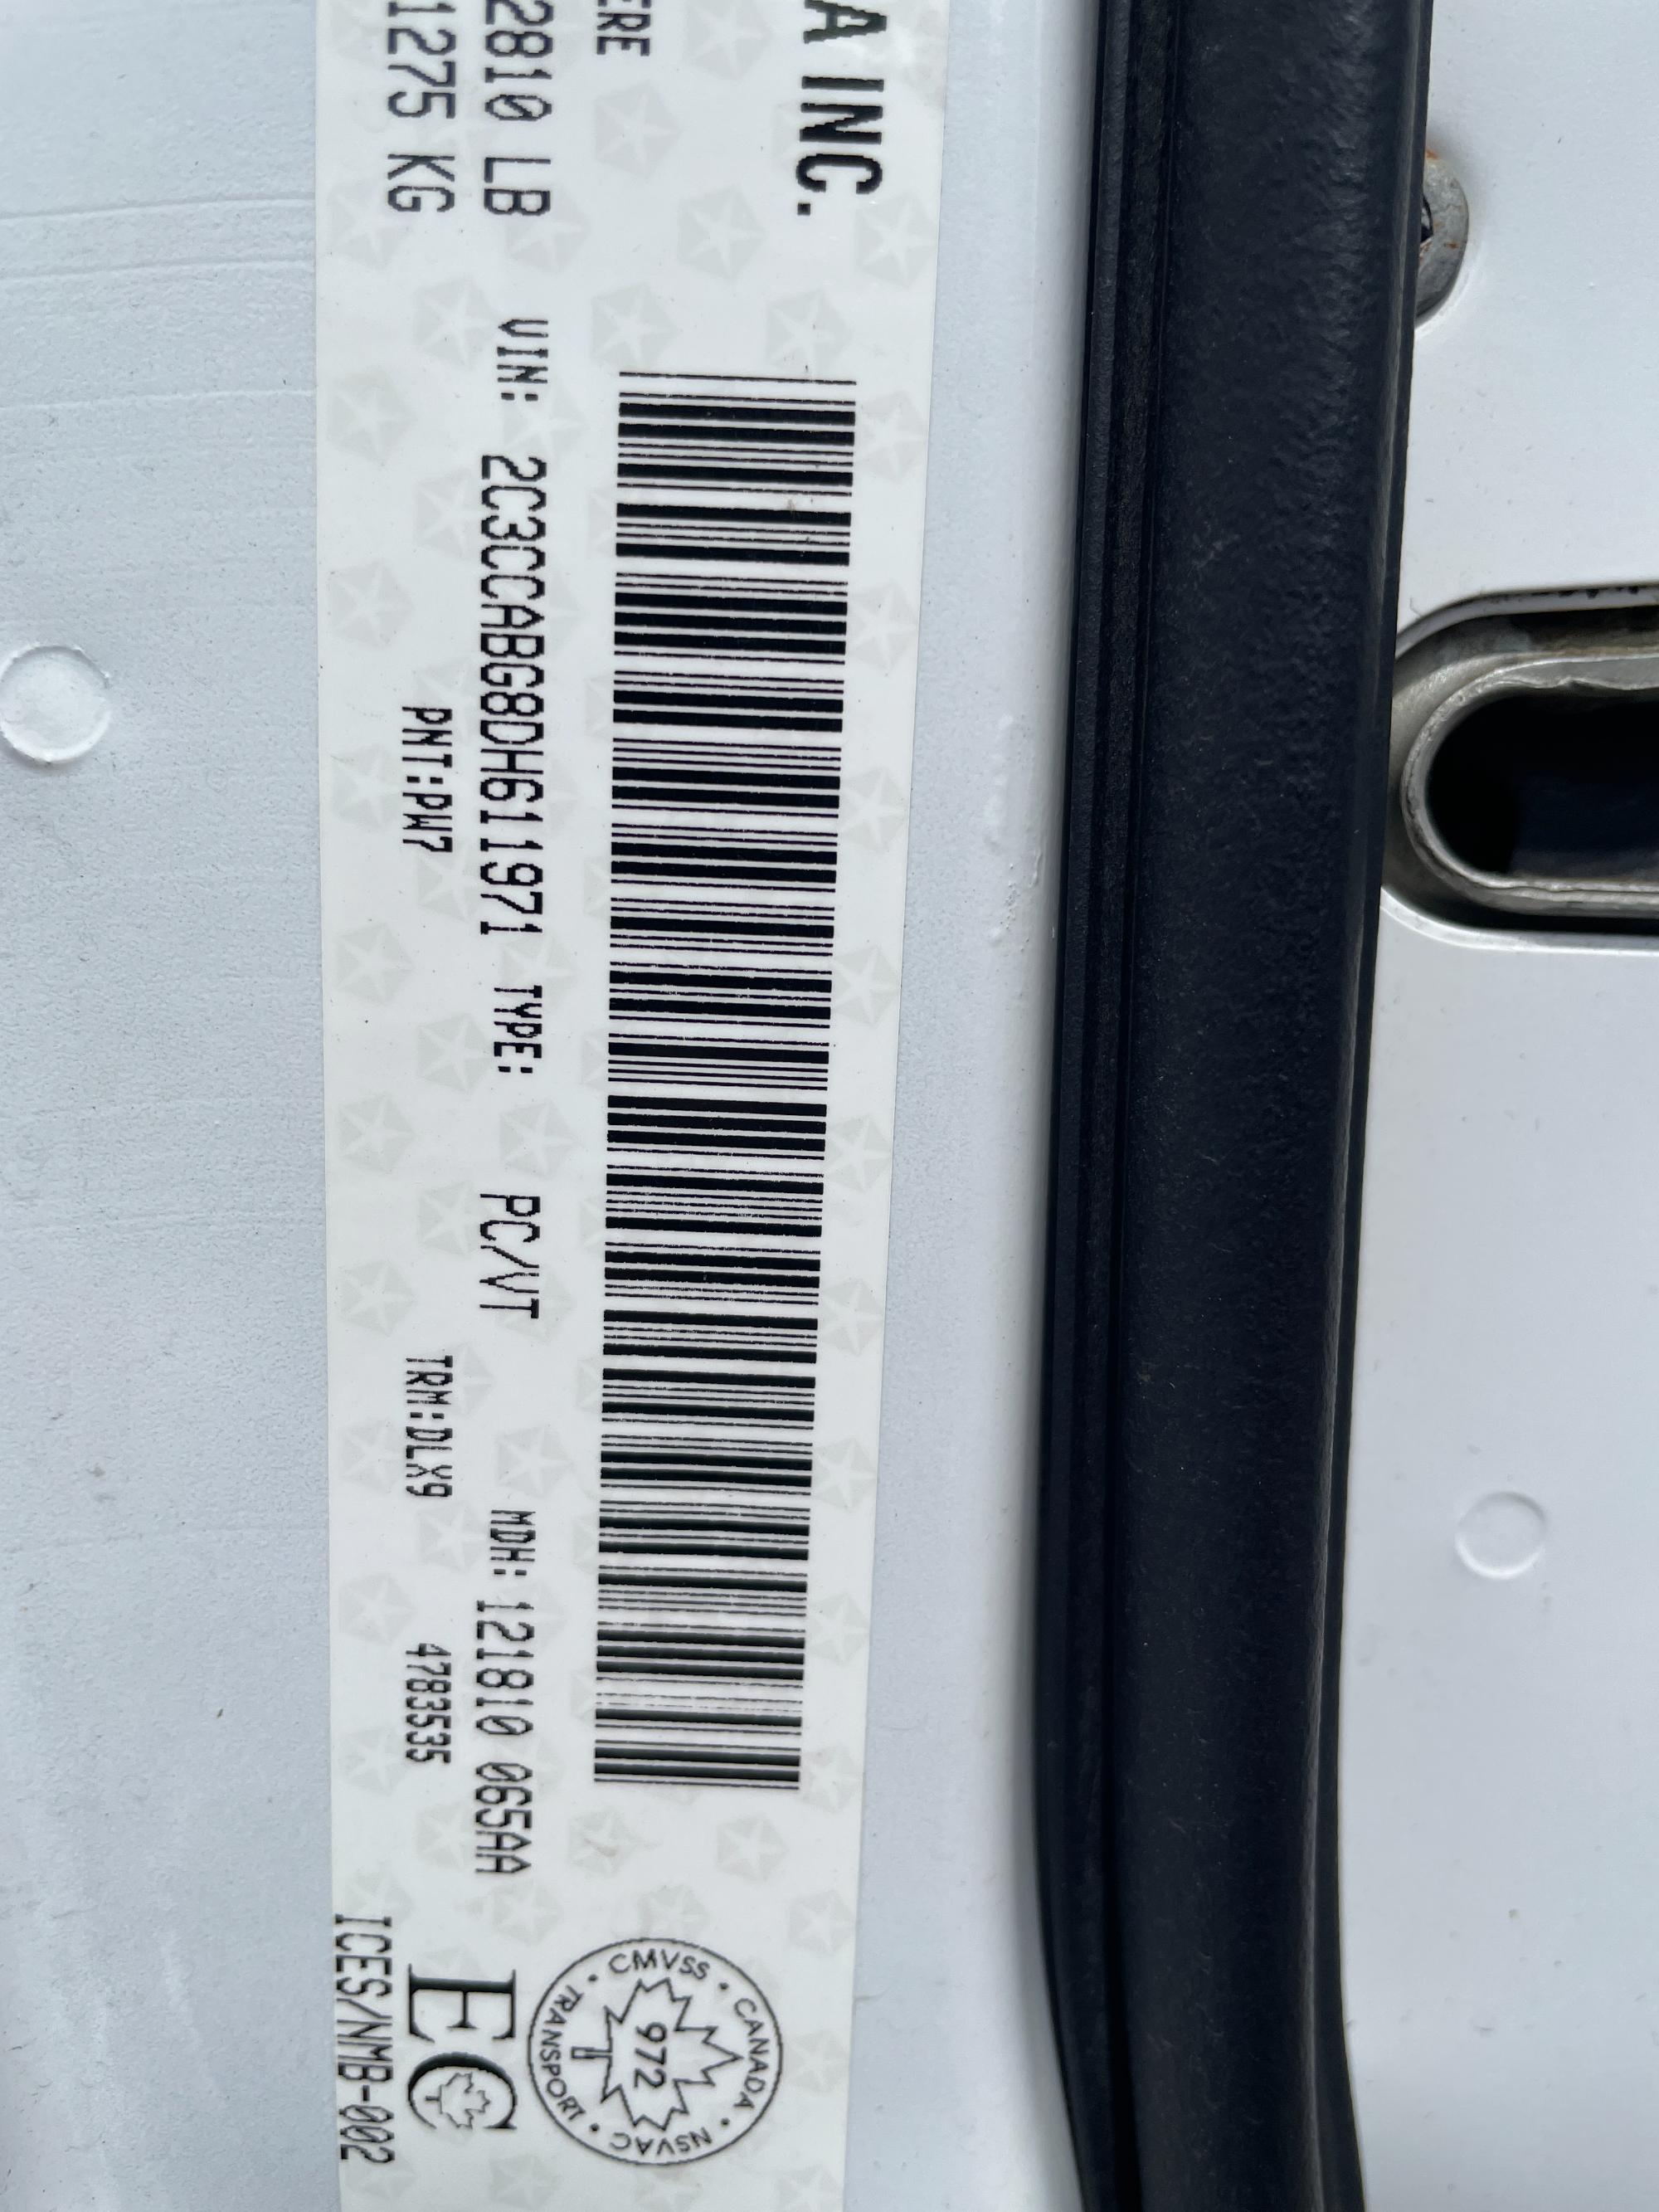 A INC.
ERE
2810 LB
1275 KG
VIN: 2C3CCABG8DH611971 TYPE: PC/VT MDH: 121810 065AA
PNT:PW7 TRM:DLX9 4783535
CMVSS • CANADA • NSVAC • TRANSPORT •
972
T
EC
ICES/NMB-002